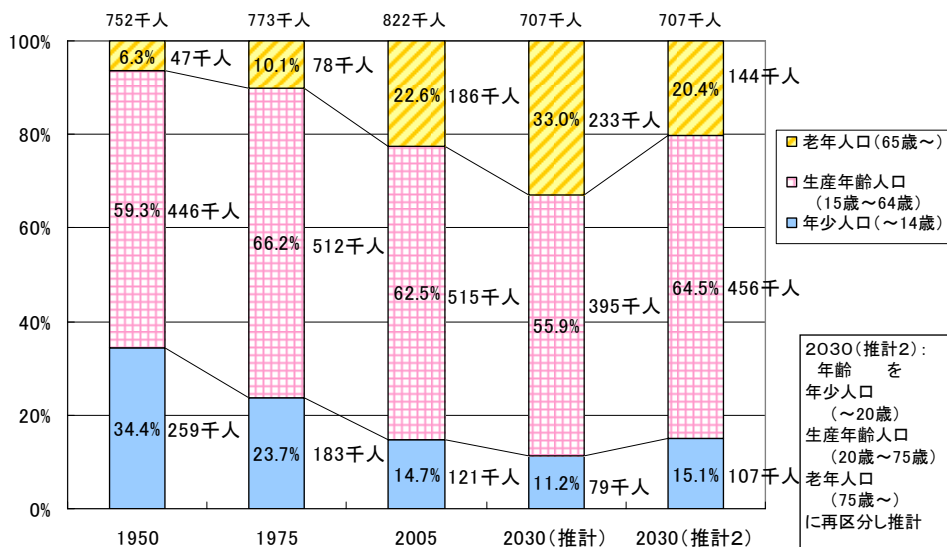 752千人 773千人 822千人 707千人 707千人
100%
80%
60%
40%
20%
0%
6.3% 47千人
59.3% 446千人
34.4% 259千人
10.1% 78千人
66.2% 512千人
23.7% 183千人
22.6% 186千人
62.5% 515千人
14.7% 121千人
33.0% 233千人
55.9% 395千人
11.2% 79千人
20.4% 144千人
64.5% 456千人
15.1% 107千人
1950 1975 2005 2030(推計) 2030(推計2)
老年人口(65歳～)
生産年齢人口
(15歳～64歳)
年少人口(～14歳)
2030(推計2):
年齢 を
年少人口
(～20歳)
生産年齢人口
(20歳～75歳)
老年人口
(75歳～)
に再区分し推計